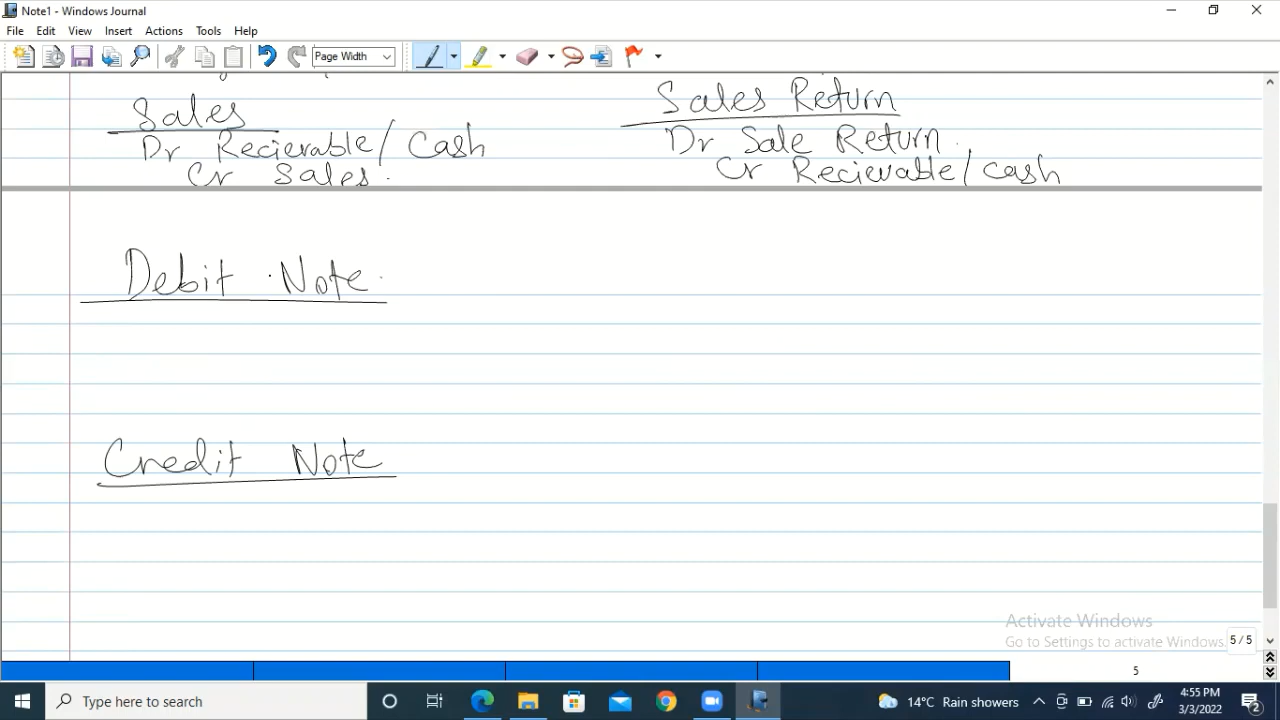 Note1 - Windows Journal
File Edit View Insert Actions Tools Help
Page Width
Sales
Dr Recievable/ Cash
Cr Sales.
Sales Return
Dr Sale Return.
Cr Recievable/cash
Debit Note
Credit Note
Activate Windows
Go to Settings to activate Windows.
5 / 5
5
Type here to search
14°C Rain showers
4:55 PM
3/3/2022
2